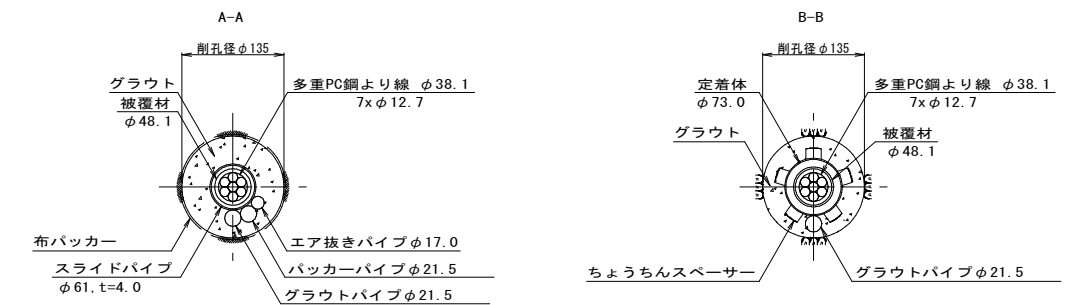 A-A
削孔径φ135
グラウト
被覆材
φ48.1
多重PC鋼より線 φ38.1
7xφ12.7
布パッカー
スライドパイプ
φ61,t=4.0
エア抜きパイプφ17.0
パッカーパイプφ21.5
グラウトパイプφ21.5
B-B
削孔径φ135
定着体
φ73.0
グラウト
多重PC鋼より線 φ38.1
7xφ12.7
被覆材
φ48.1
ちょうちんスペーサー
グラウトパイプφ21.5